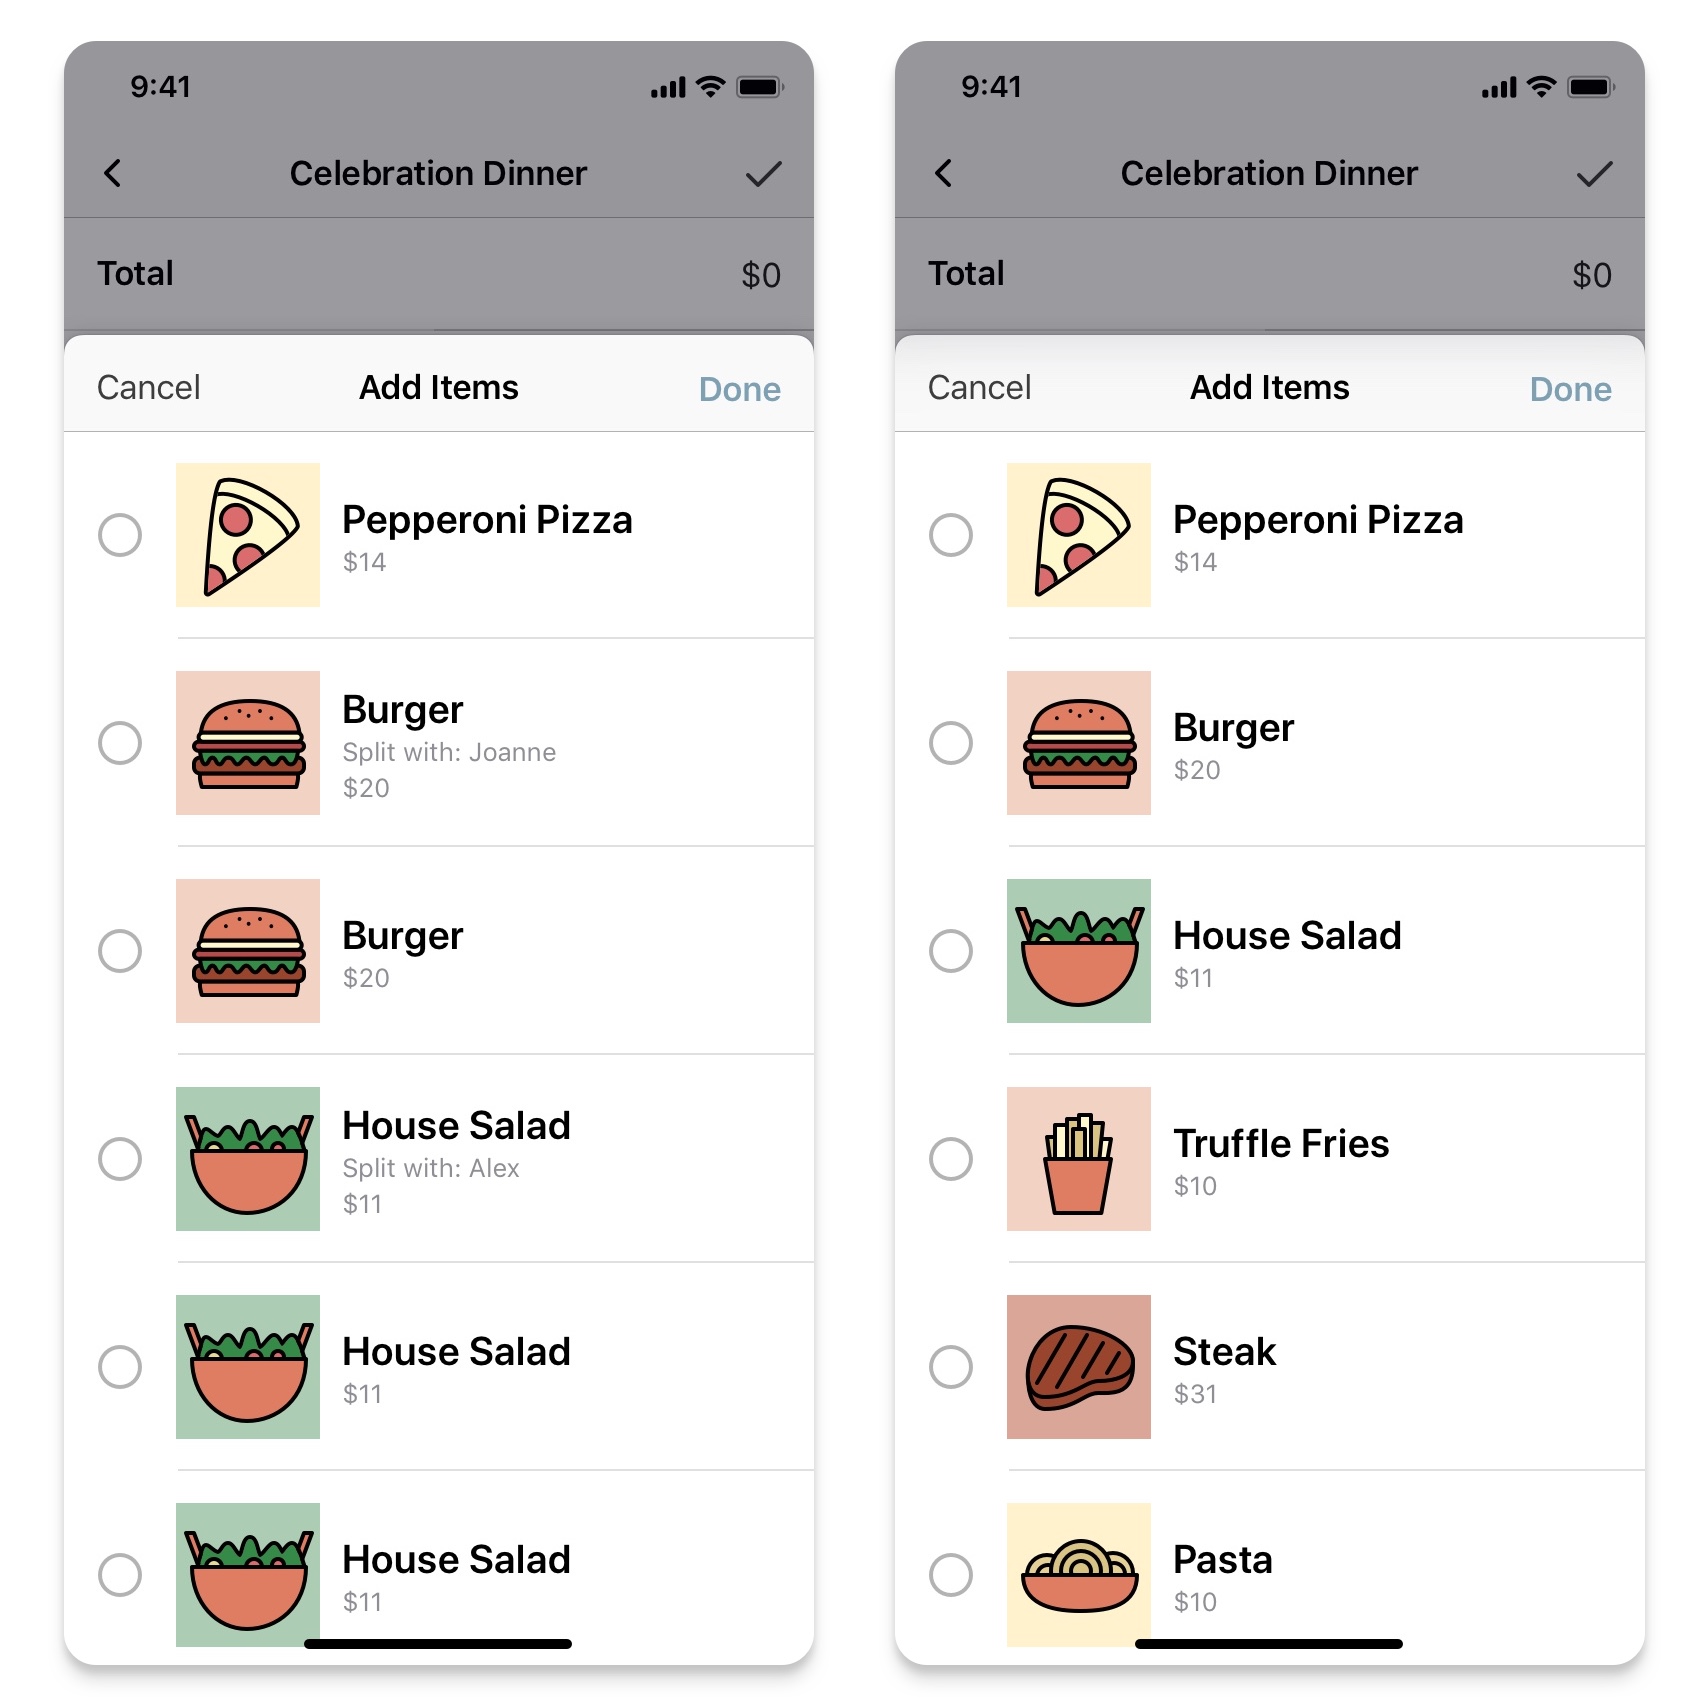 9:41
Celebration Dinner
Total $0
Cancel Add Items Done
Pepperoni Pizza
$14
Burger
Split with: Joanne
$20
Burger
$20
House Salad
Split with: Alex
$11
House Salad
$11
House Salad
$11
9:41
Celebration Dinner
Total $0
Cancel Add Items Done
Pepperoni Pizza
$14
Burger
$20
House Salad
$11
Truffle Fries
$10
Steak
$31
Pasta
$10